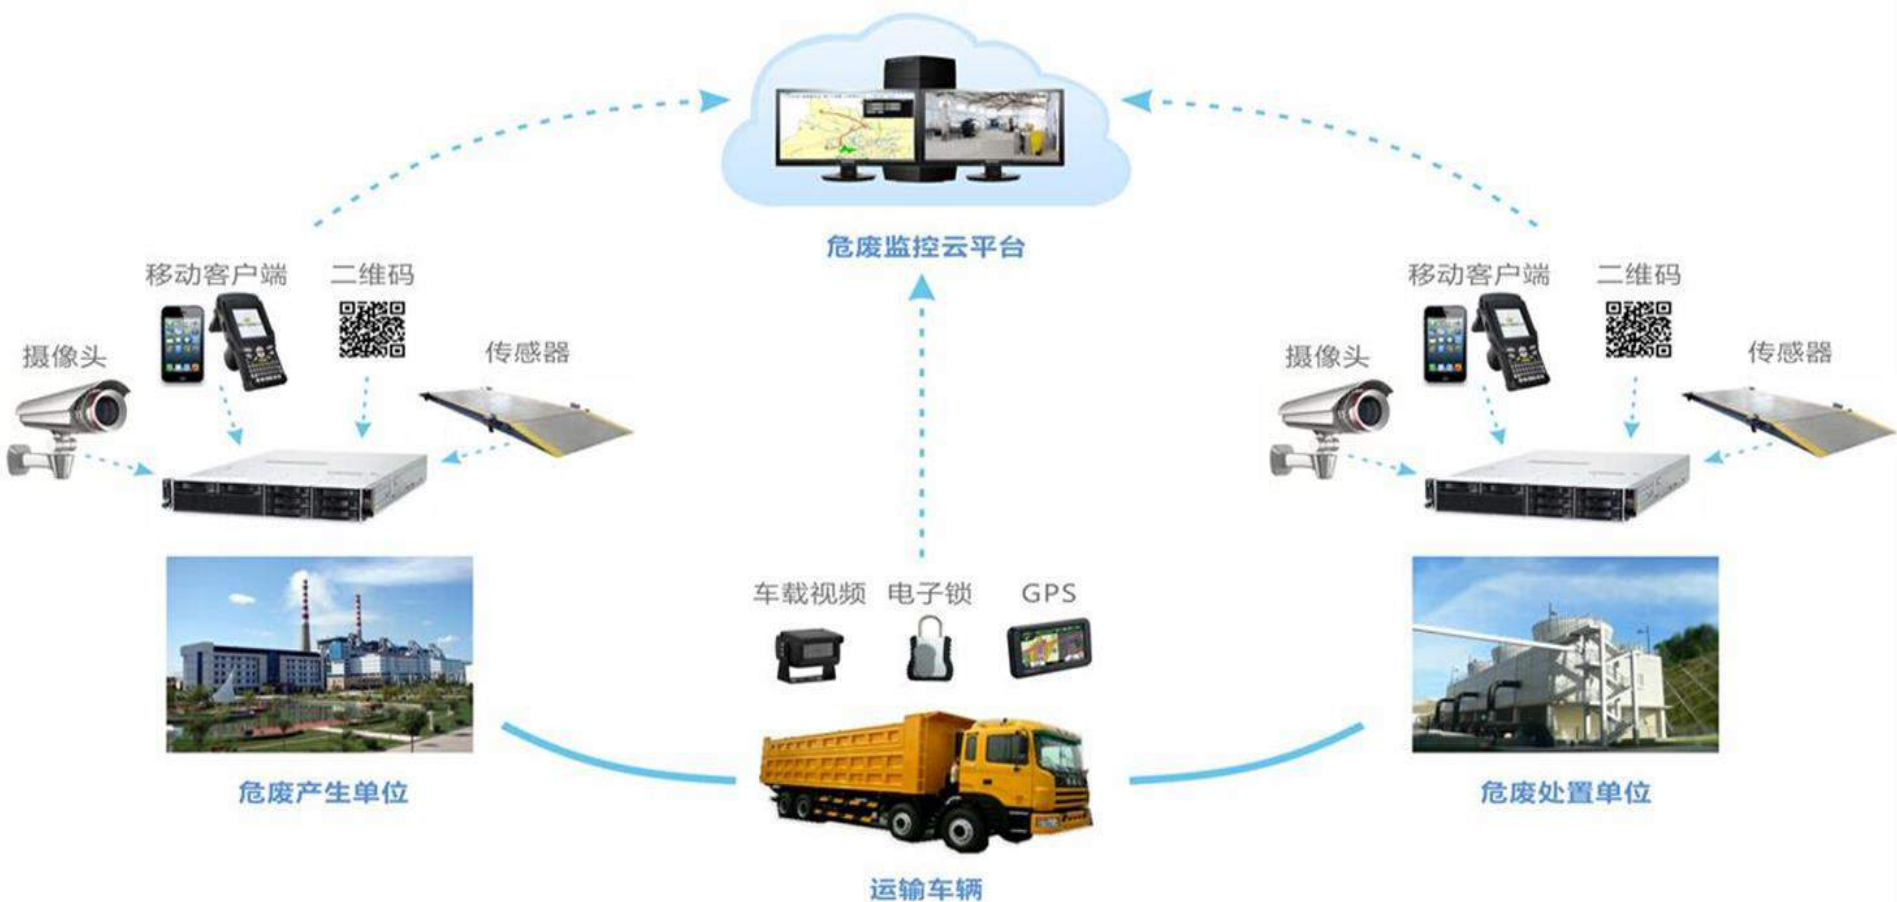 危废监控云平台
移动客户端
二维码
摄像头
传感器
移动客户端
二维码
摄像头
传感器
车载视频
电子锁
GPS
危废产生单位
危废处置单位
运输车辆